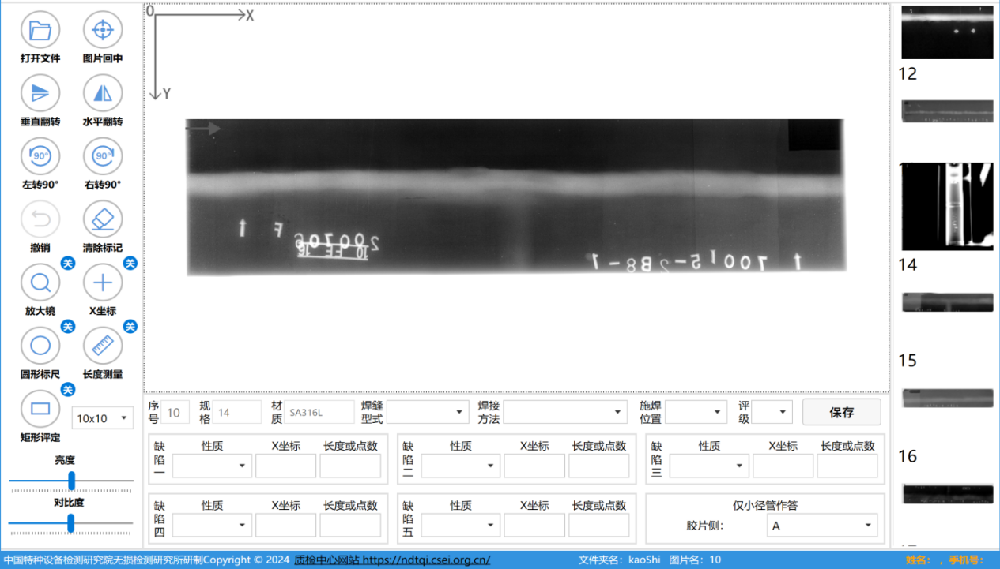 打开文件 图片回中
垂直翻转 水平翻转
90° 90°
左转90° 右转90°
撤销 清除标记
关 关
放大镜 X坐标
关 关
圆形标尺 长度测量
关
10x10
矩形评定
亮度
对比度
0 X
Y
F
200706
10 FE 16
70015-2B8-1
序号 10 规格 14 材质 SA316L 焊缝型式 焊接方法 施焊位置 评级 保存
缺陷一 性质 X坐标 长度或点数
缺陷二 性质 X坐标 长度或点数
缺陷三 性质 X坐标 长度或点数
缺陷四 性质 X坐标 长度或点数
缺陷五 性质 X坐标 长度或点数
仅小径管作答
胶片侧: A
12
14
15
16
中国特种设备检测研究院无损检测研究所研制Copyright © 2024 质检中心网站 https://ndtqi.csei.org.cn/ 文件夹名: kaoShi 图片名: 10 姓名: , 手机号: